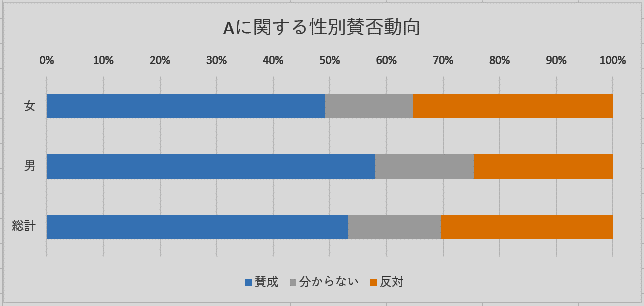 Aに関する性別賛否動向
0% 10% 20% 30% 40% 50% 60% 70% 80% 90% 100%
女
男
総計
賛成 分からない 反対